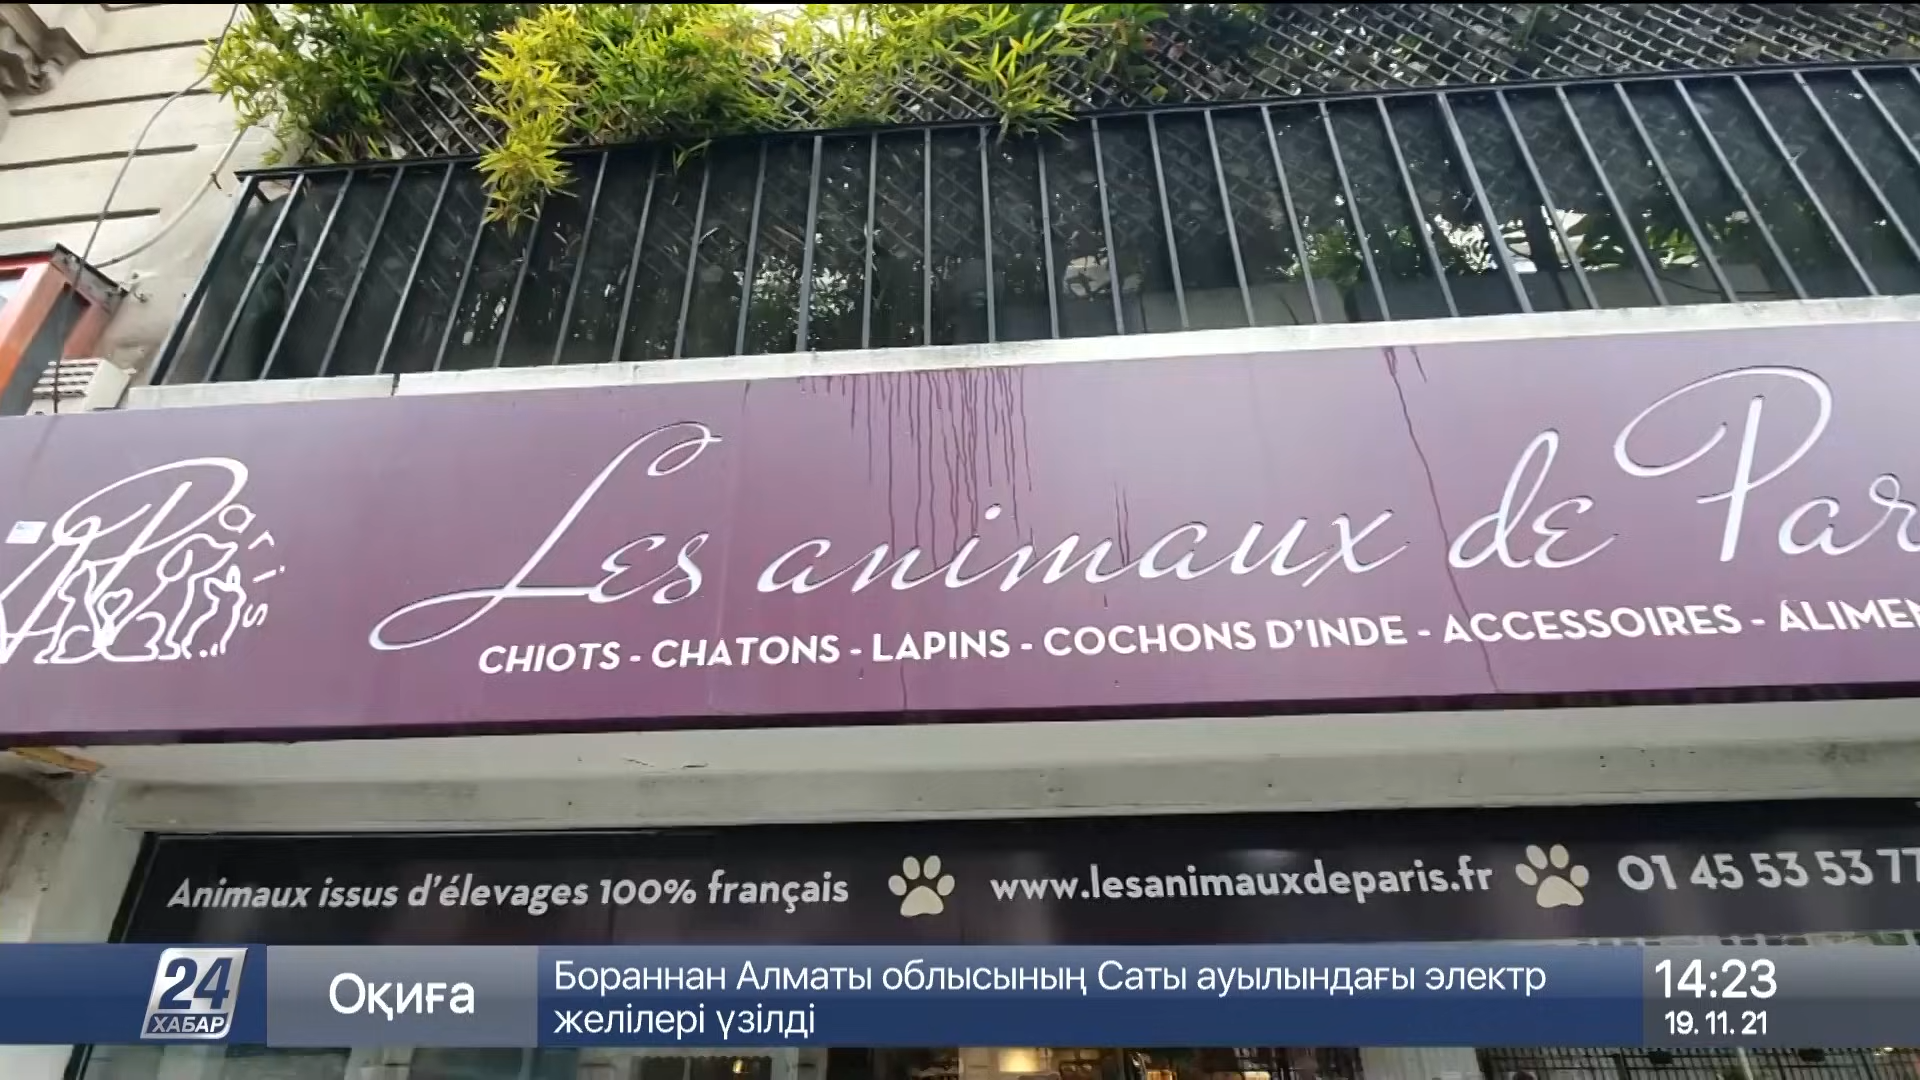 Les animaux de Par
CHIOTS - CHATONS - LAPINS - COCHONS D'INDE - ACCESSOIRES - ALIMEN
Animaux issus d'élevages 100% français www.lesanimauxdeparis.fr 01 45 53 53 77
24
ХАБАР
Оқиға
Бораннан Алматы облысының Саты ауылындағы электр
желілері үзілді
14:23
19.11.21